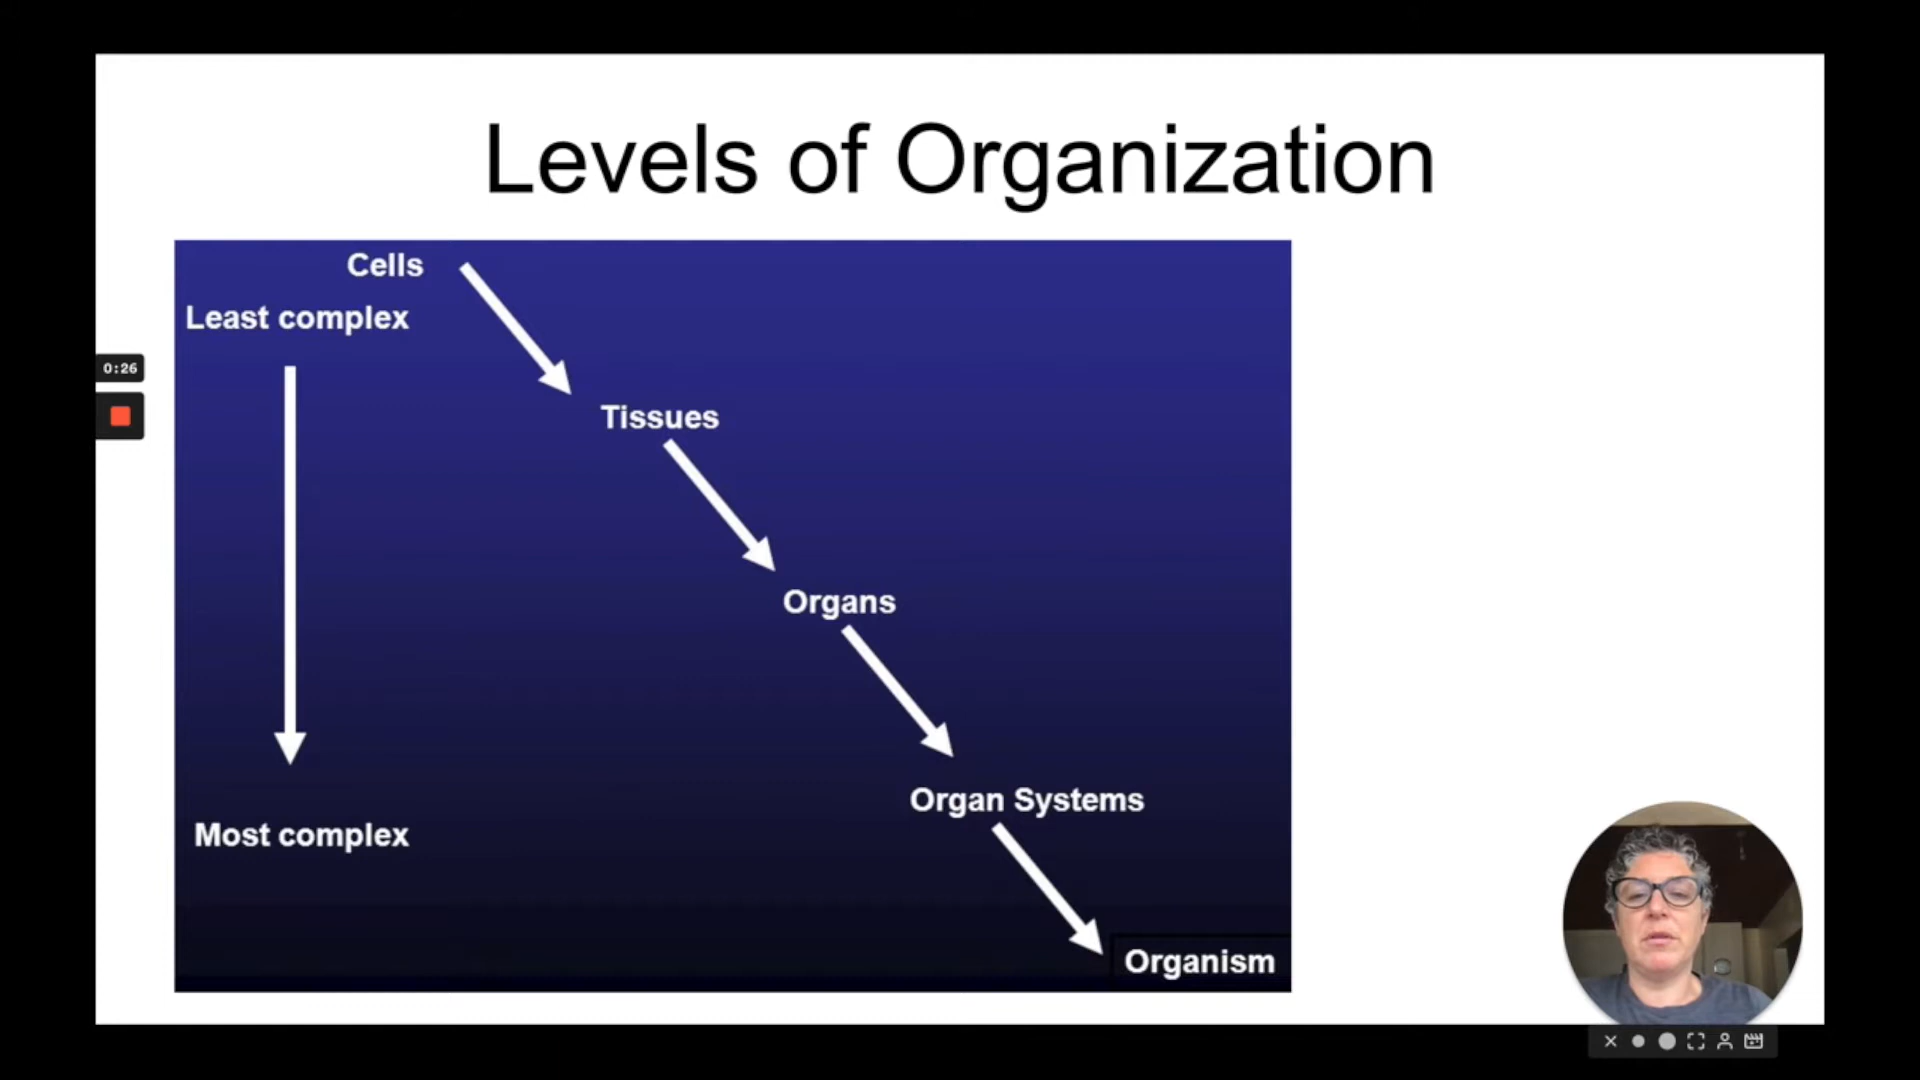 Levels of Organization
Cells
Least complex
0:26
Tissues
Organs
Organ Systems
Most complex
Organism